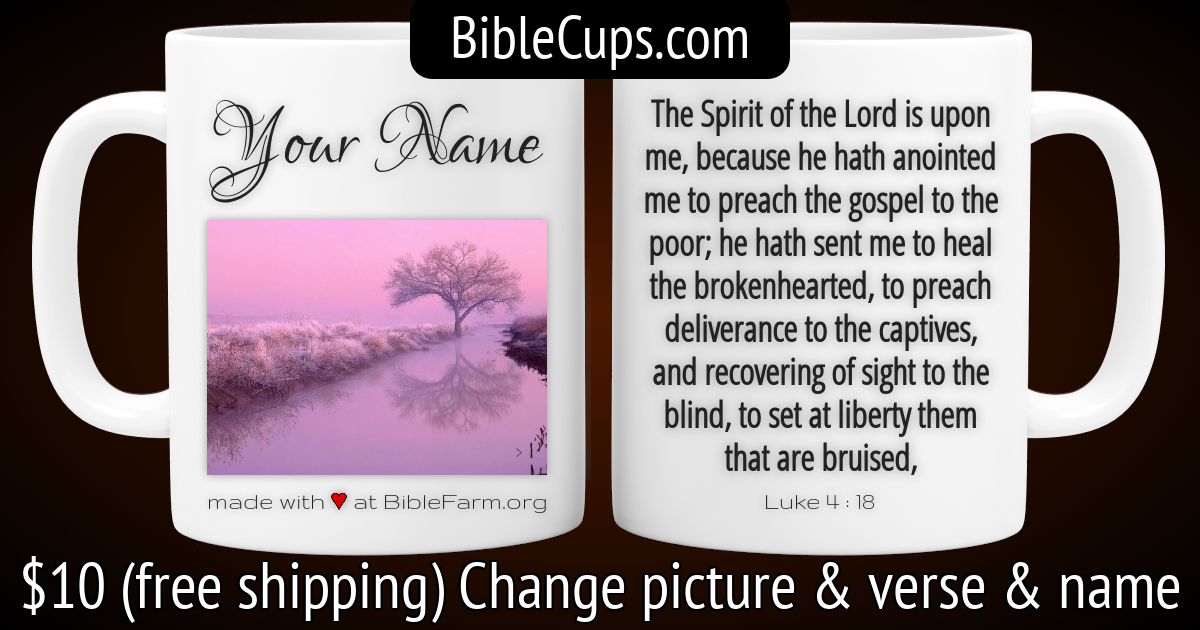 BibleCups.com
Your Name
made with ♥ at BibleFarm.org
The Spirit of the Lord is upon
me, because he hath anointed
me to preach the gospel to the
poor; he hath sent me to heal
the brokenhearted, to preach
deliverance to the captives,
and recovering of sight to the
blind, to set at liberty them
that are bruised,
Luke 4 : 18
$10 (free shipping) Change picture & verse & name